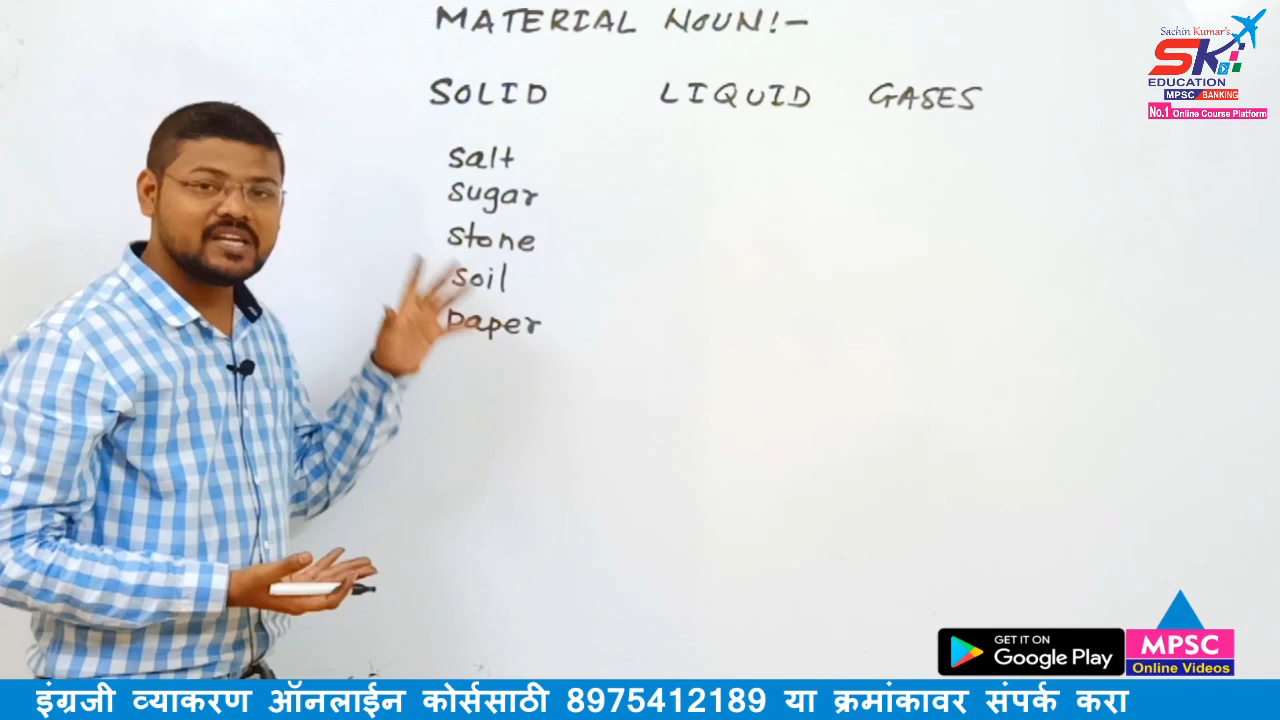 MATERIAL NOUN!-
SOLID LIQUID GASES
salt
sugar
stone
soil
paper
Sachin Kumar's
SK
EDUCATION
MPSC BANKING
No.1 Online Course Platform
GET IT ON
Google Play
MPSC
Online Videos
इंग्रजी व्याकरण ऑनलाईन कोर्ससाठी 8975412189 या क्रमांकावर संपर्क करा